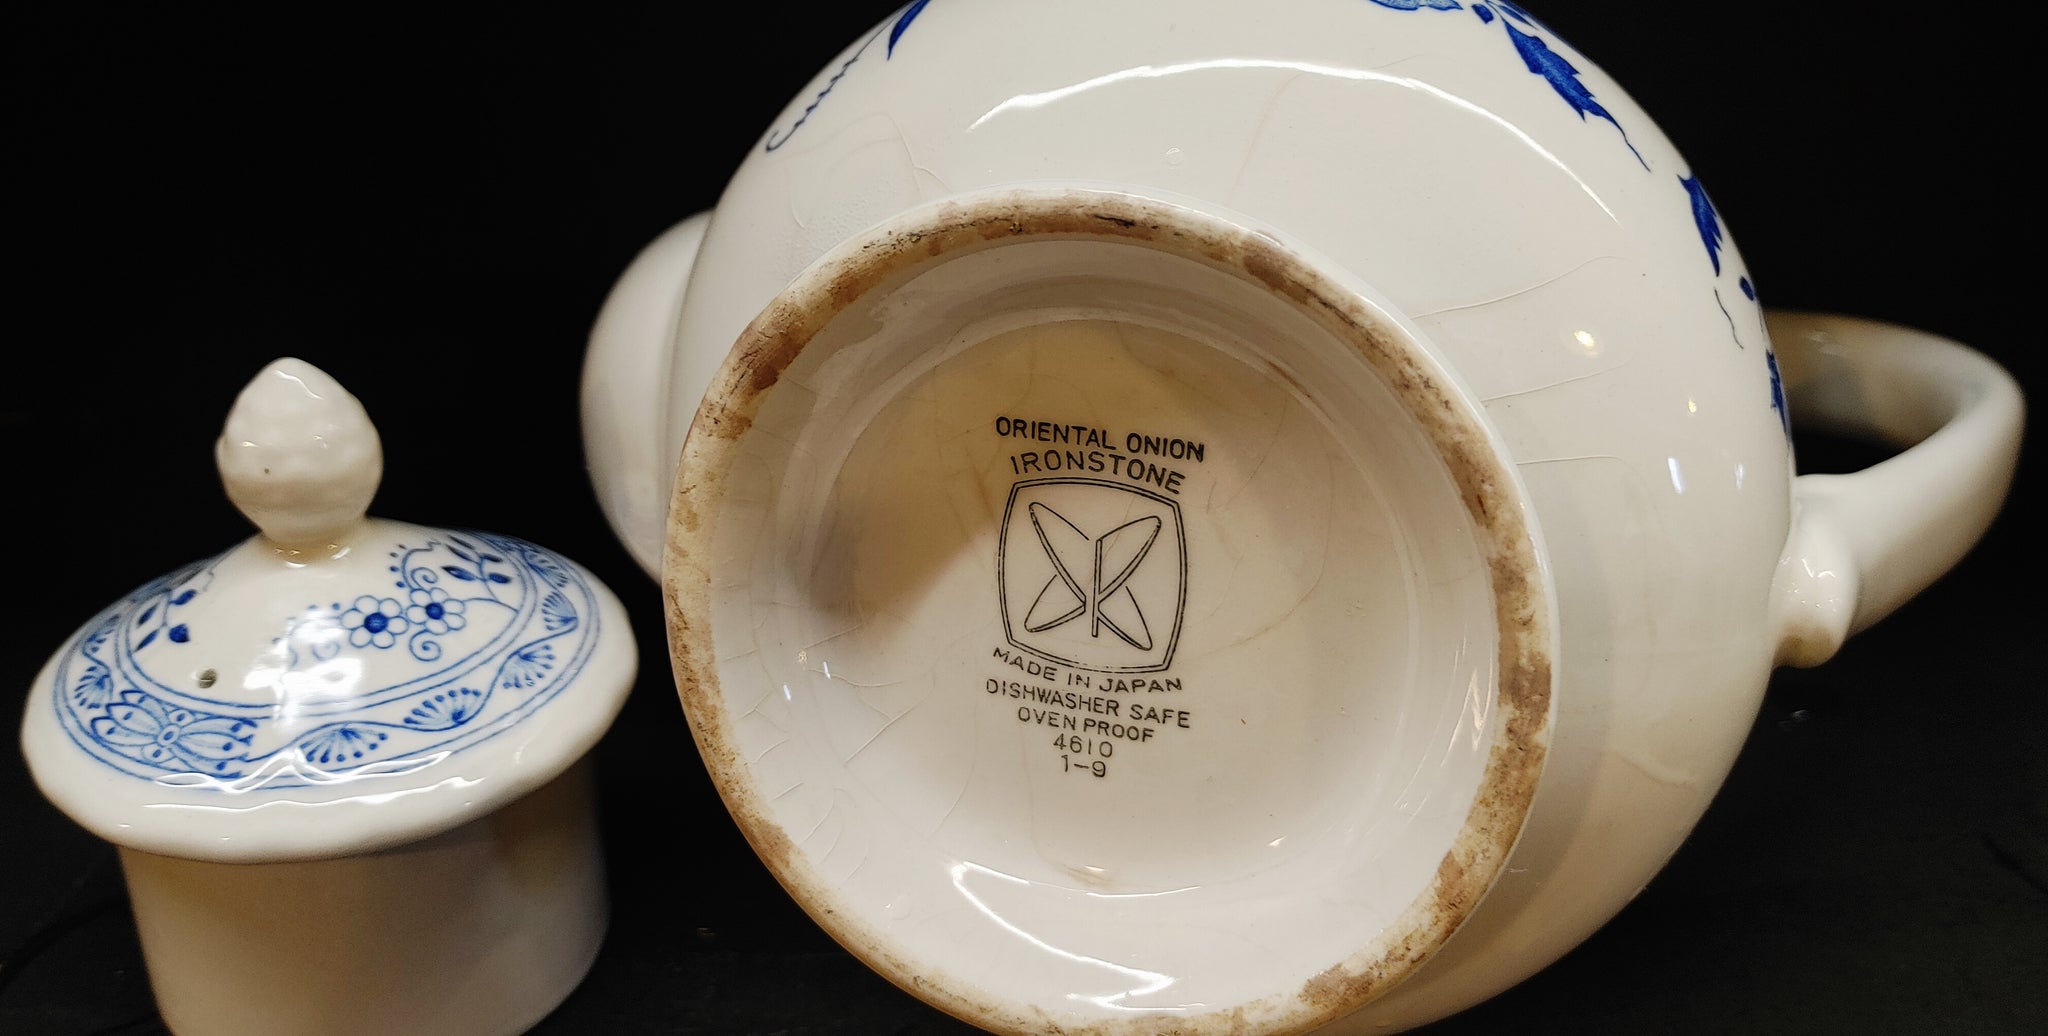 ORIENTAL ONION
IRONSTONE
MADE IN JAPAN
DISHWASHER SAFE
OVEN PROOF
4610
1-9